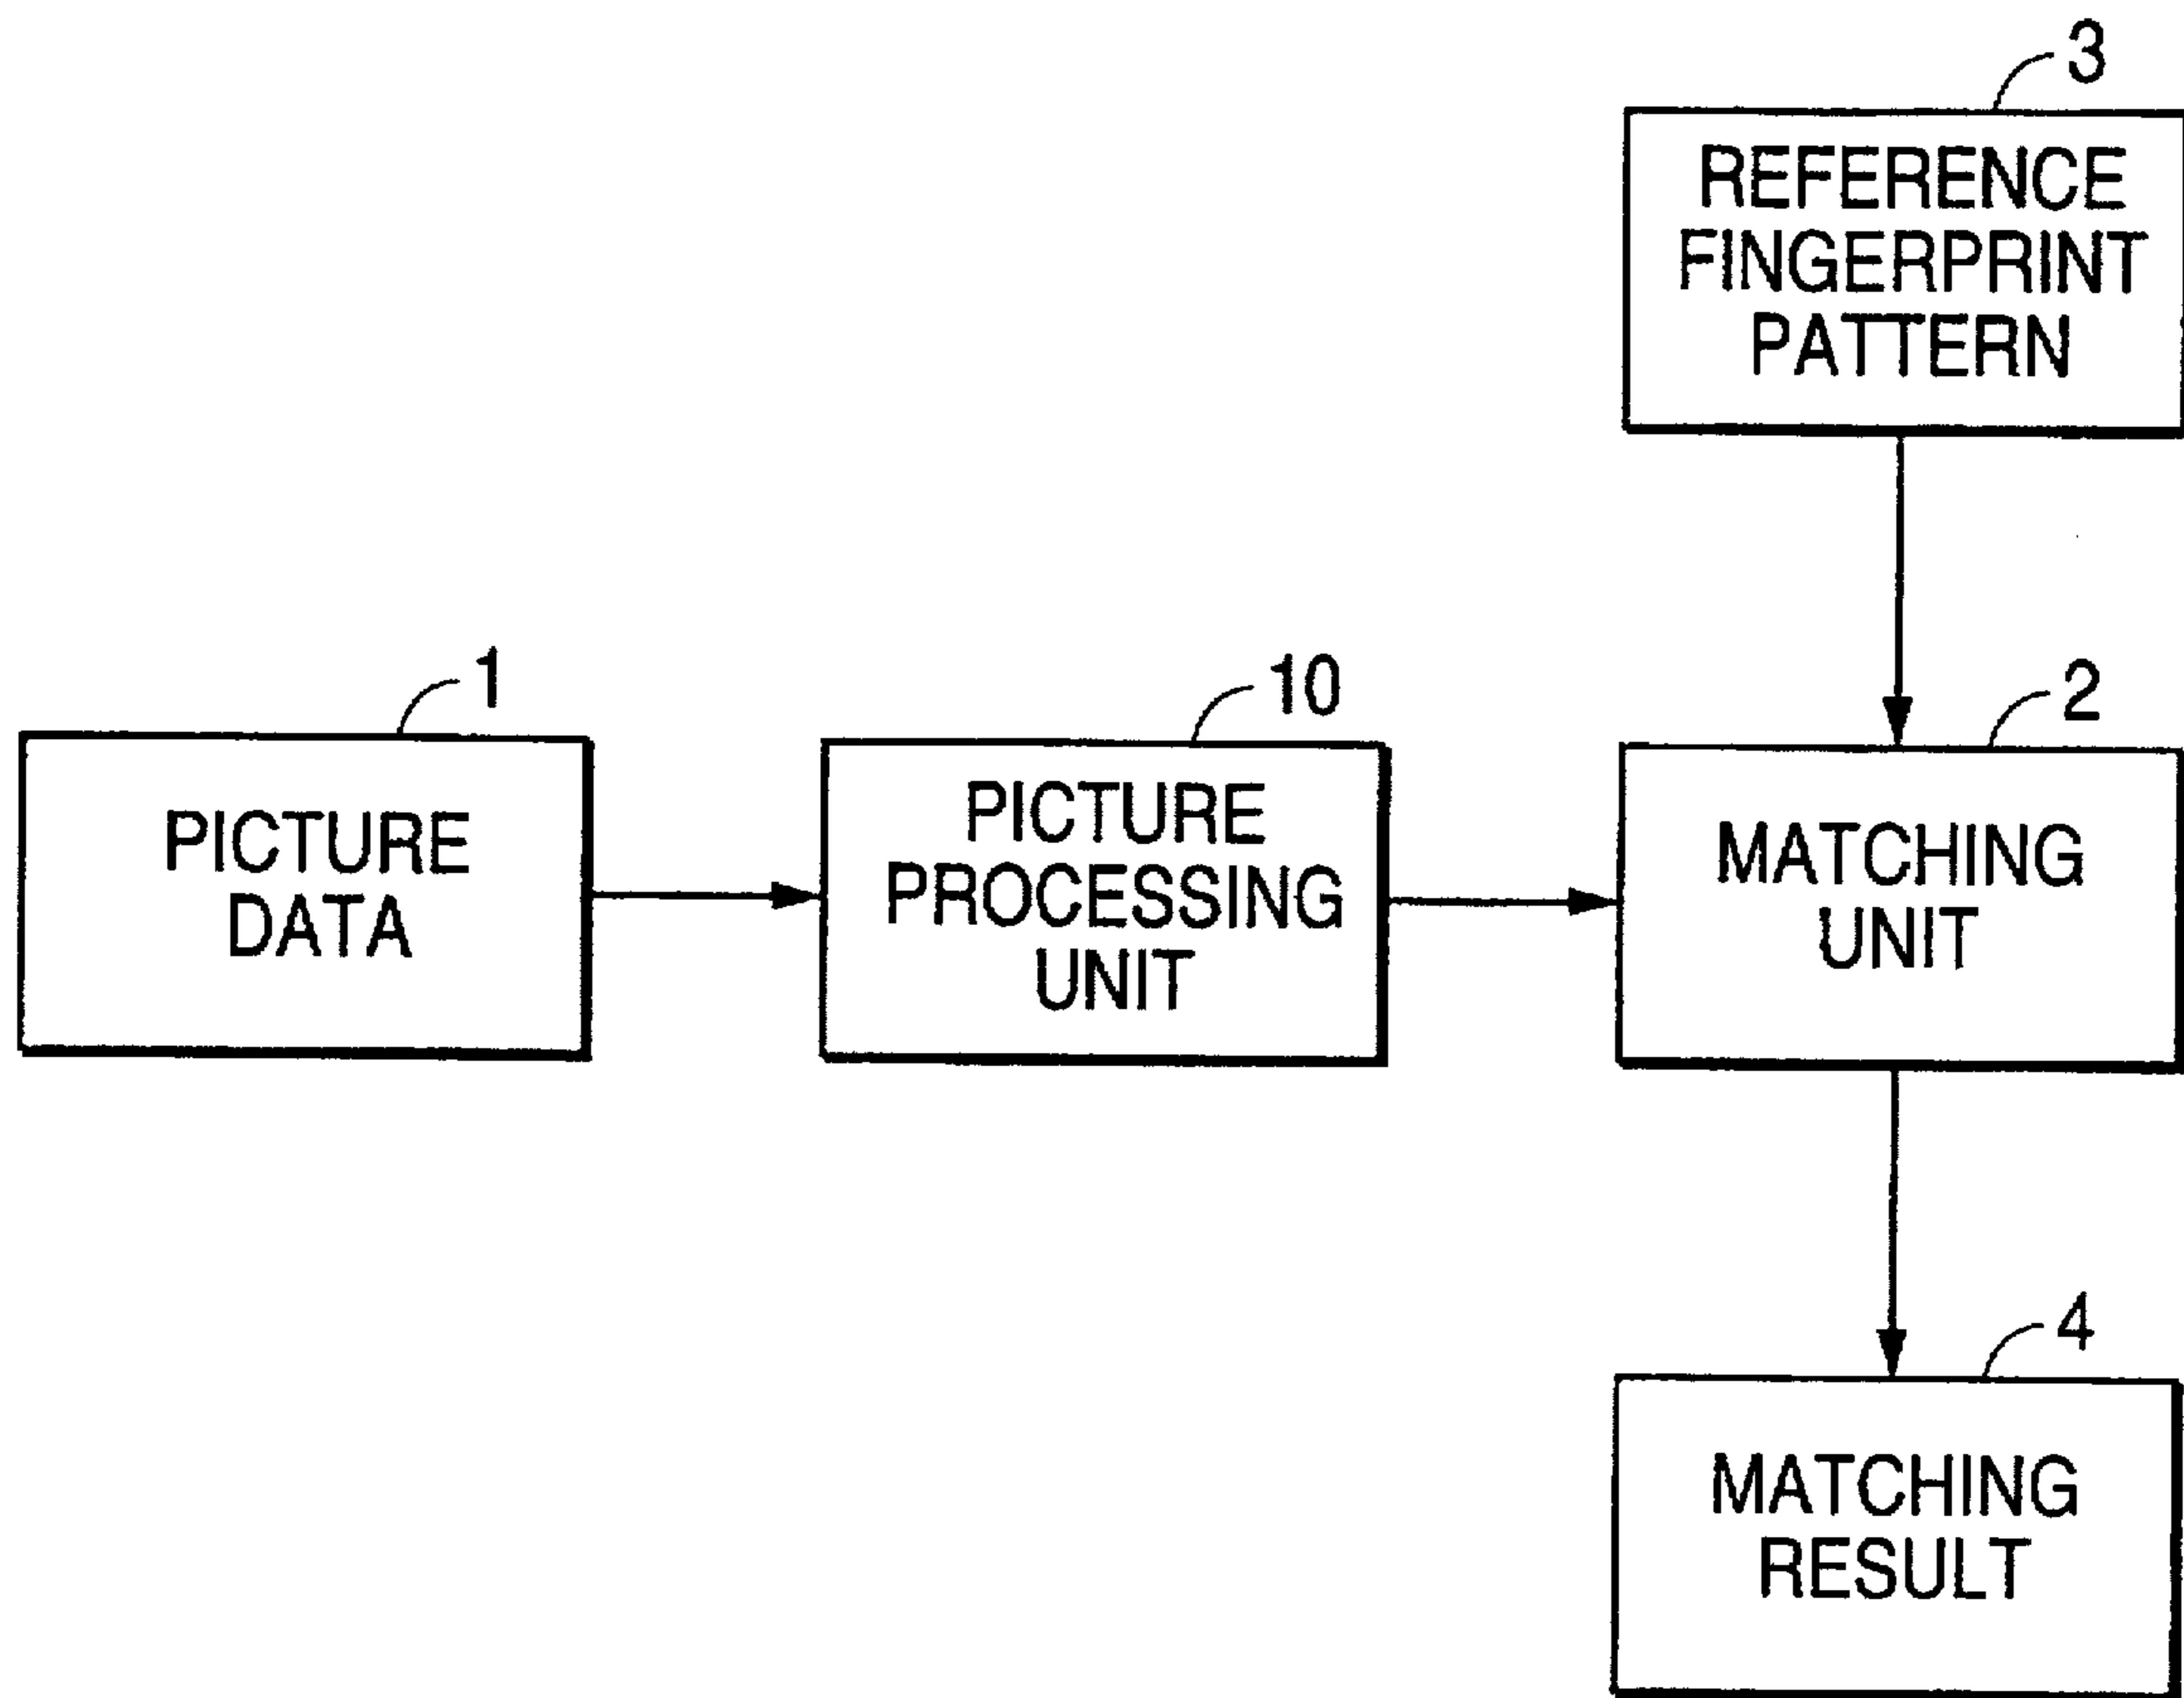 3
REFERENCE
FINGERPRINT
PATTERN
1
PICTURE
DATA
10
PICTURE
PROCESSING
UNIT
2
MATCHING
UNIT
4
MATCHING
RESULT